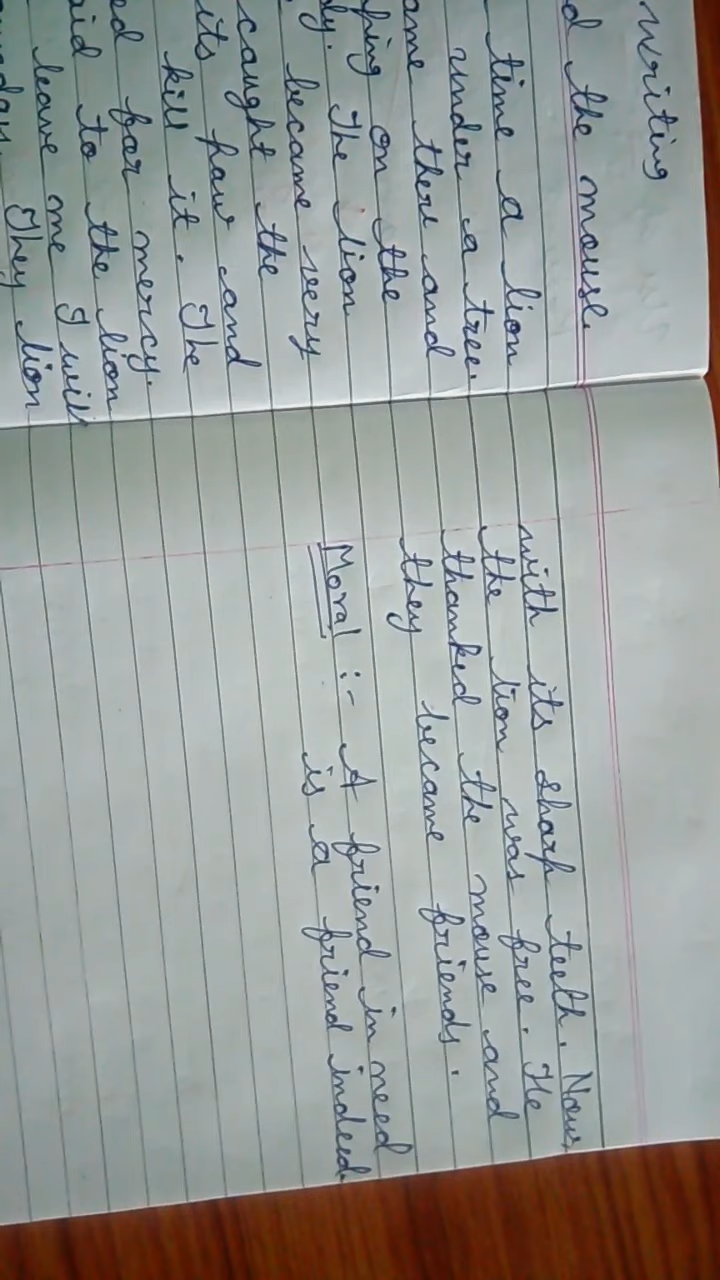 writing
d the mouse.
time a lion
under a tree.
ame there and
ping on the
dy. The lion
became very
caught the
its paw and
kill it. The
ed for mercy.
aid to the lion
leave me I will
They lion
with its sharp teeth. Now,
the lion was free. He
thanked the mouse and
they became friends.
Moral :- A friend in need
is a friend indeed.